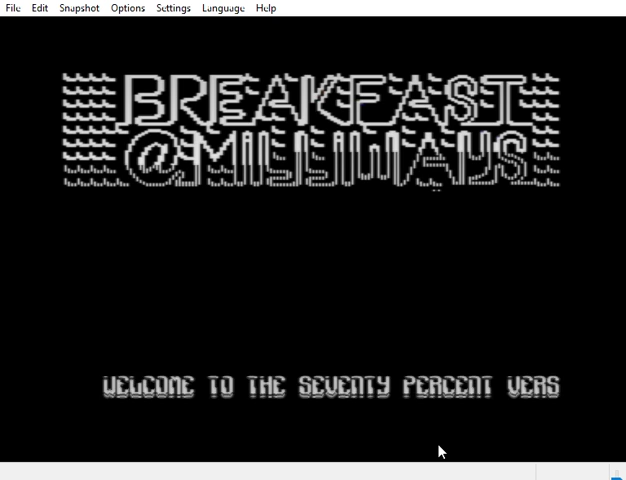 File Edit Snapshot Options Settings Language Help
BREAKFAST
@MILLIWAYS
WELCOME TO THE SEVENTY PERCENT VERS